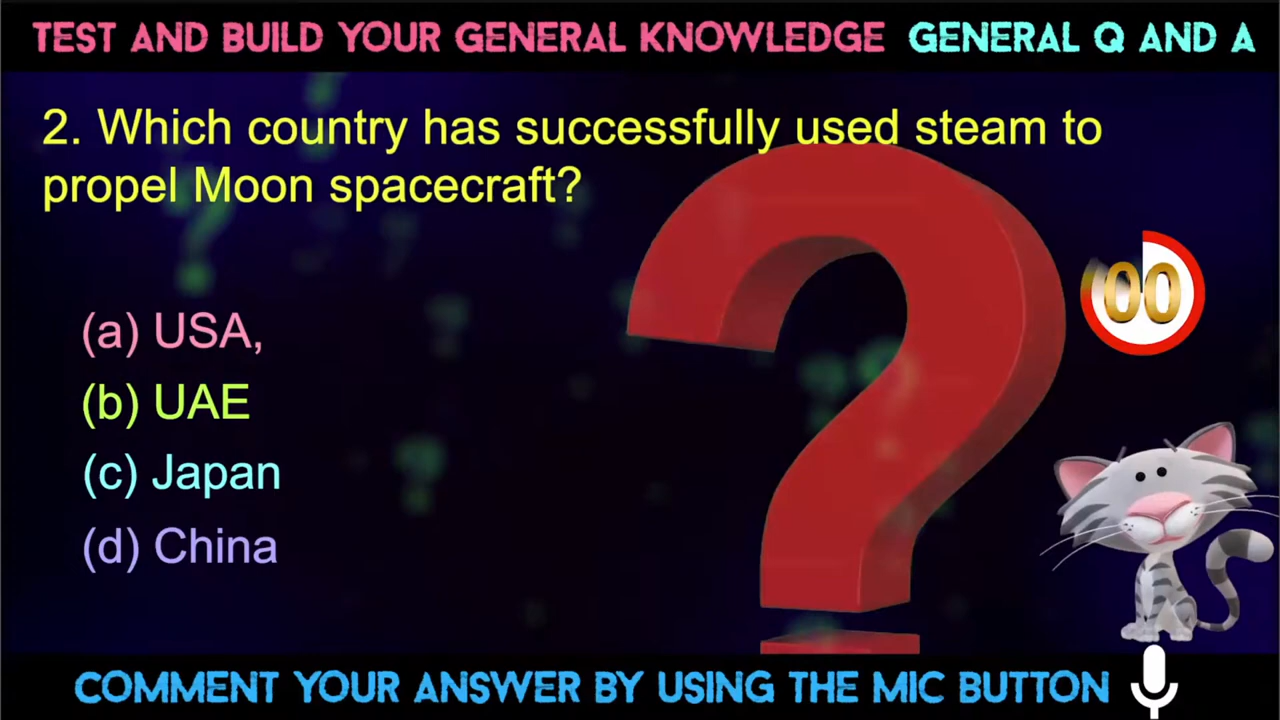 TEST AND BUILD YOUR GENERAL KNOWLEDGE GENERAL Q AND A
2. Which country has successfully used steam to
propel Moon spacecraft?
00
(a) USA,
(b) UAE
(c) Japan
(d) China
COMMENT YOUR ANSWER BY USING THE MIC BUTTON